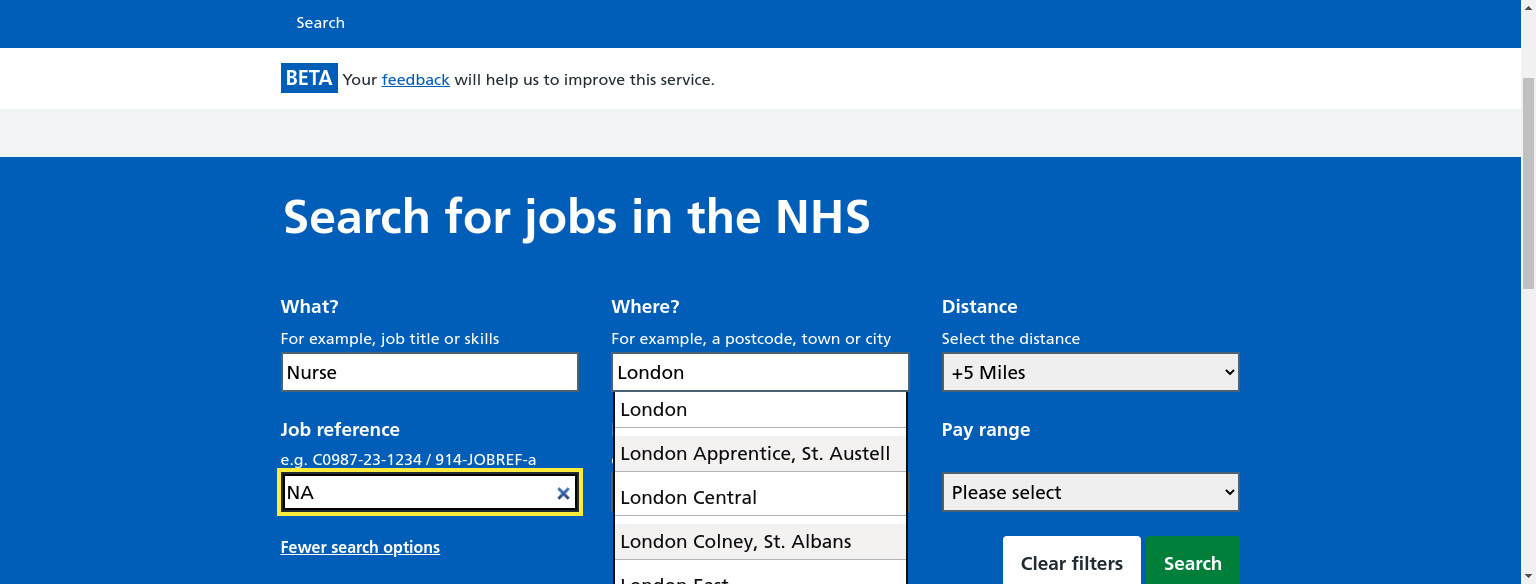 Search
BETA Your feedback will help us to improve this service.
Search for jobs in the NHS
What?
For example, job title or skills
Nurse
Where?
For example, a postcode, town or city
London
London
London Apprentice, St. Austell
London Central
London Colney, St. Albans
London East
Distance
Select the distance
+5 Miles
Job reference
e.g. C0987-23-1234 / 914-JOBREF-a
NA
Pay range
Please select
Fewer search options
Clear filters
Search